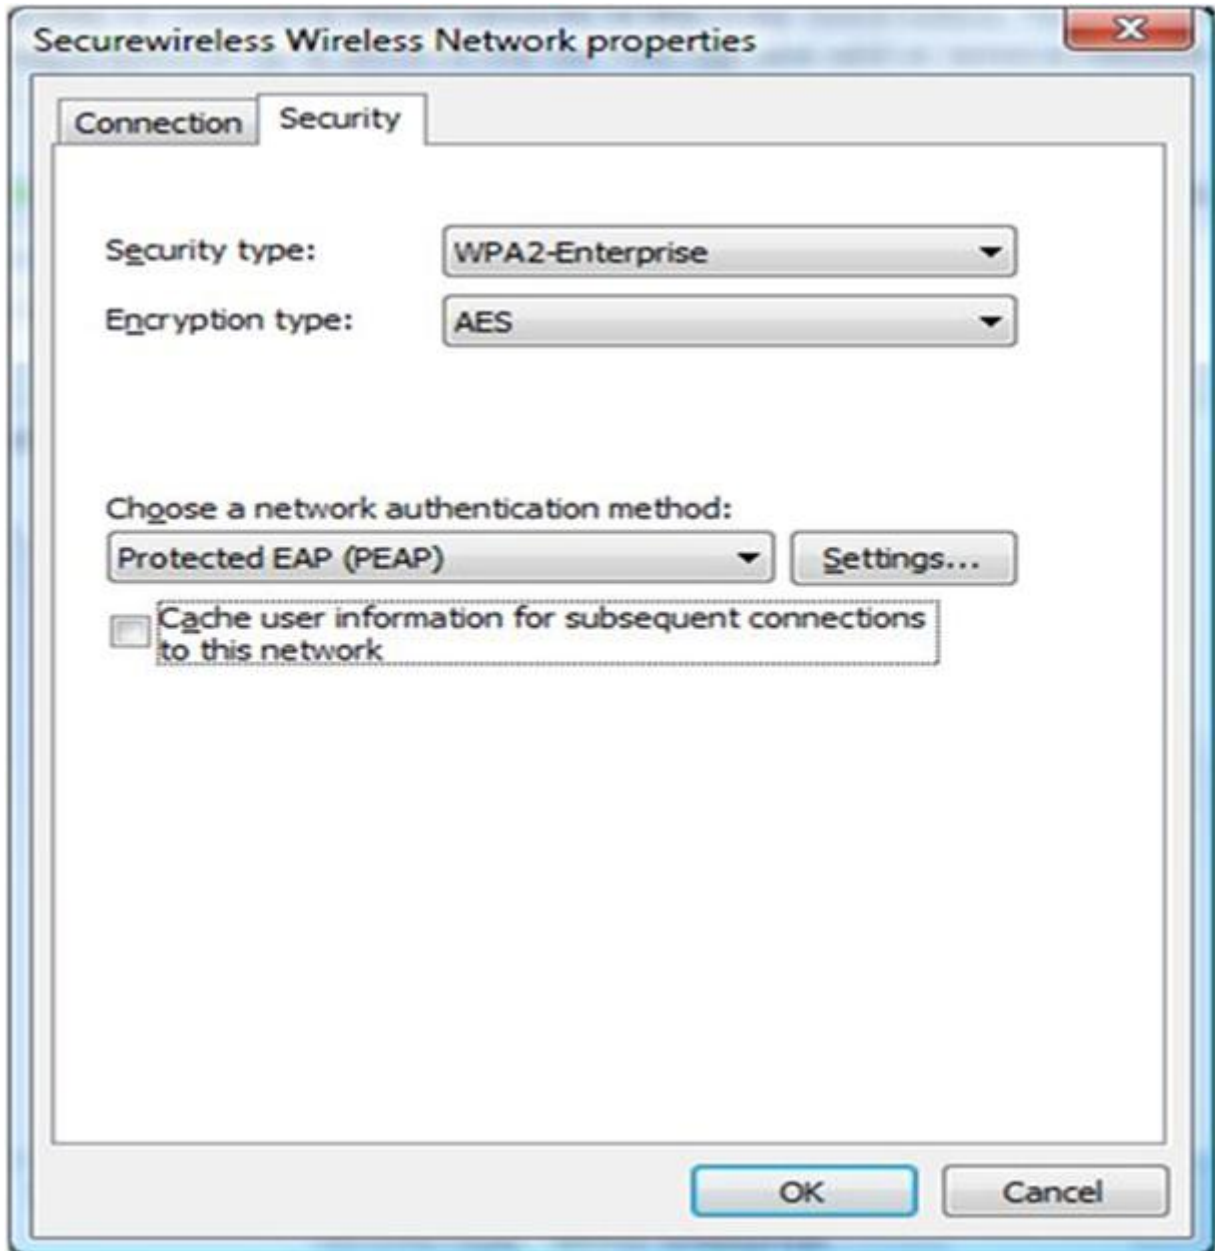 Securewireless Wireless Network properties
Connection
Security
Security type:
WPA2-Enterprise
Encryption type:
AES
Choose a network authentication method:
Protected EAP (PEAP)
Settings...
Cache user information for subsequent connections
to this network
OK
Cancel